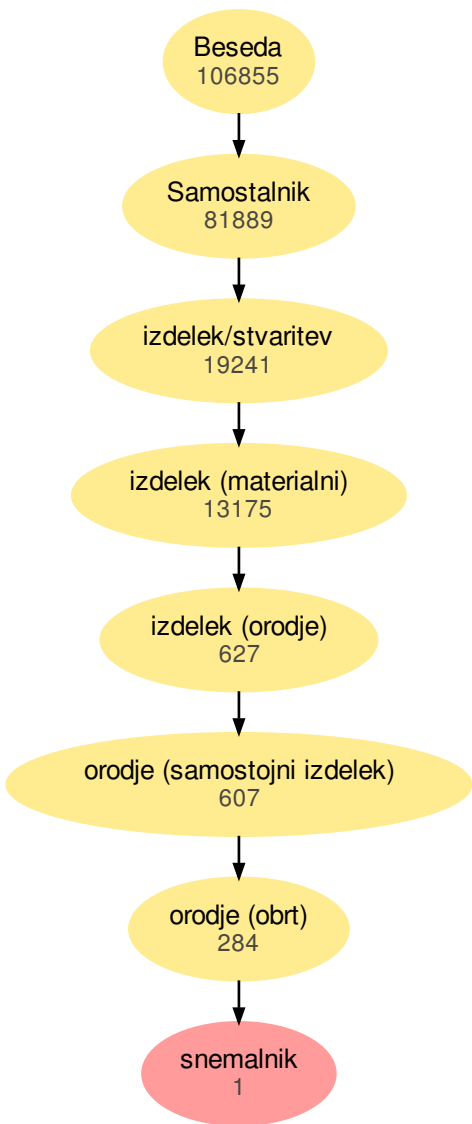 Beseda
106855
Samostalnik
81889
izdelek/stvaritev
19241
izdelek (materialni)
13175
izdelek (orodje)
627
orodje (samostojni izdelek)
607
orodje (obrt)
284
snemalnik
1